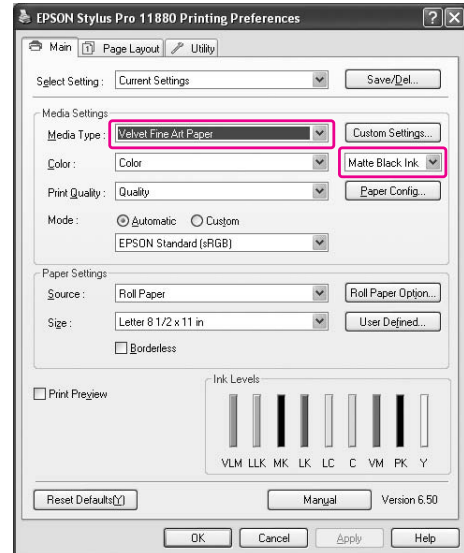 EPSON Stylus Pro 11880 Printing Preferences
Main Page Layout Utility
Select Setting : Current Settings Save/Del...
Media Settings
Media Type : Velvet Fine Art Paper Custom Settings...
Color : Color Matte Black Ink
Print Quality : Quality Paper Config...
Mode : Automatic Custom
EPSON Standard (sRGB)
Paper Settings
Source : Roll Paper Roll Paper Option...
Size : Letter 8 1/2 x 11 in User Defined...
Borderless
Print Preview
Ink Levels
VLM LLK MK LK LC C VM PK Y
Reset Defaults(Y) Manual Version 6.50
OK Cancel Apply Help